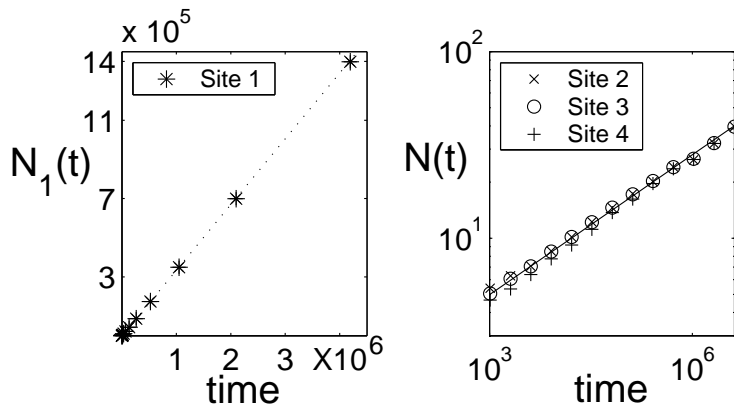 x 10^5
14
11
7
3
N_1(t)
Site 1
1 2 3 X10^6
time
10^2
10^1
N(t)
Site 2
Site 3
Site 4
10^3 10^6
time